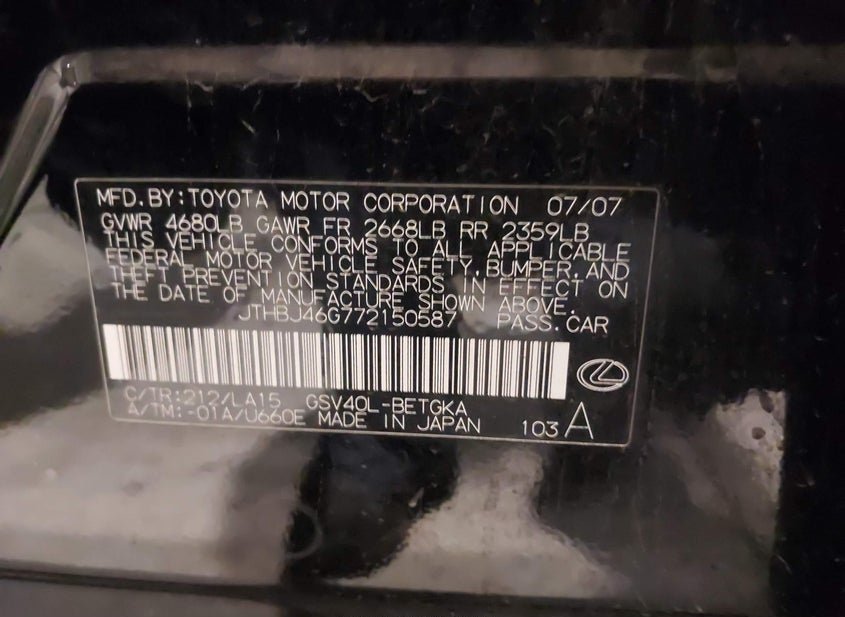 MFD.BY:TOYOTA MOTOR CORPORATION 07/07
GVWR 4680LB GAWR FR 2668LB RR 2359LB
THIS VEHICLE CONFORMS TO ALL APPLICABLE
FEDERAL MOTOR VEHICLE SAFETY,BUMPER,AND
THEFT PREVENTION STANDARDS IN EFFECT ON
THE DATE OF MANUFACTURE SHOWN ABOVE.
JTHBJ46G772150587 PASS.CAR
C/TR:212/LA15 GSV40L-BETGKA
A/TM:-01A/U660E MADE IN JAPAN 103 A